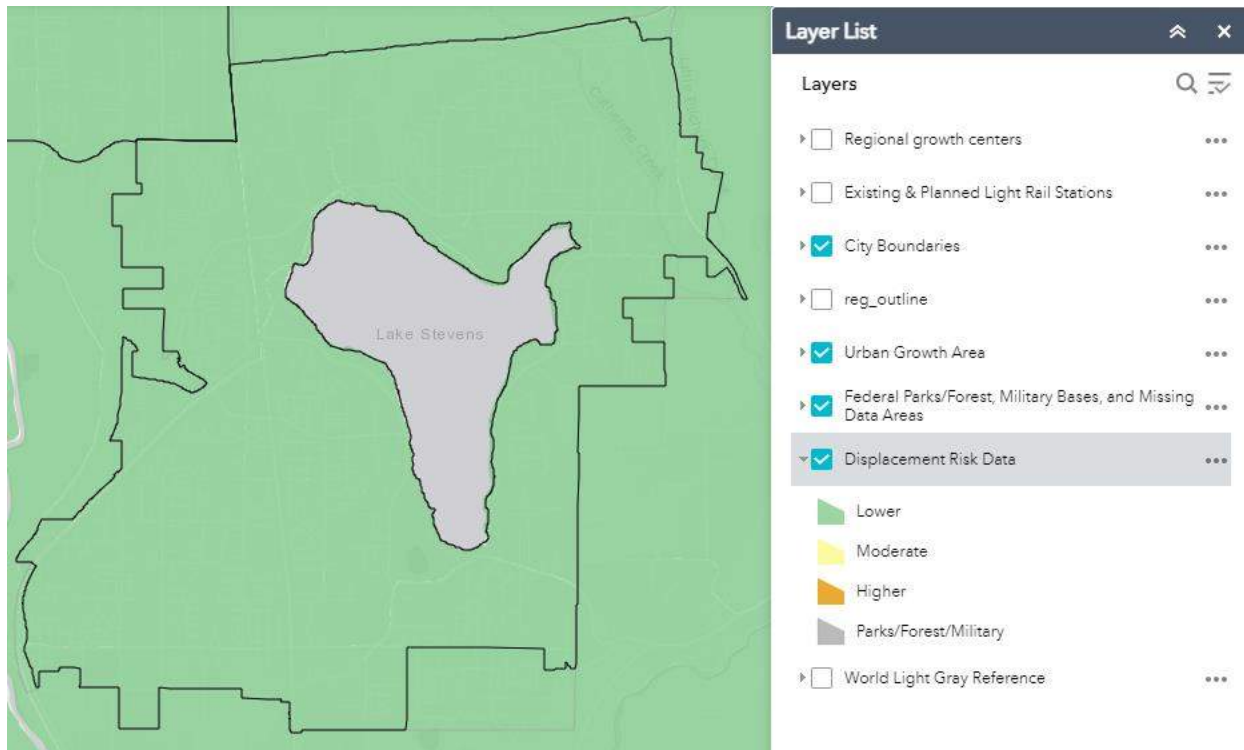 Layer List
Layers
Regional growth centers
Existing & Planned Light Rail Stations
City Boundaries
reg_outline
Urban Growth Area
Federal Parks/Forest, Military Bases, and Missing
Data Areas
Displacement Risk Data
Lower
Moderate
Higher
Parks/Forest/Military
World Light Gray Reference
Lake Stevens
Catherine Creek